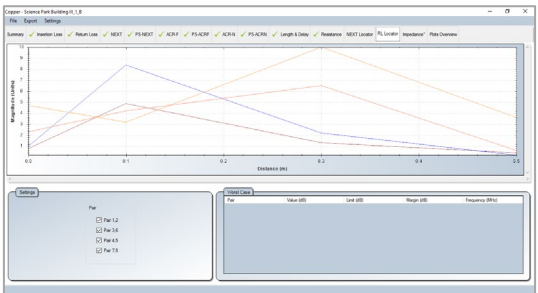 Copper - Science Park Building III_1_B
File Export Settings
Summary Insertion Loss Return Loss NEXT PS-NEXT ACR-F PS-ACRF ACR-N PS-ACRN Length & Delay Resistance NEXT Locator RL Locator Impedance* Plots Overview
Magnitude (Units)
10
9
8
7
6
5
4
3
2
1
0.0 0.1 0.2 0.3 0.4 0.5
Distance (m)
Settings
Pair
Pair 1,2
Pair 3,6
Pair 4,5
Pair 7,8
Worst Case
Pair Value (dB) Limit (dB) Margin (dB) Frequency (MHz)